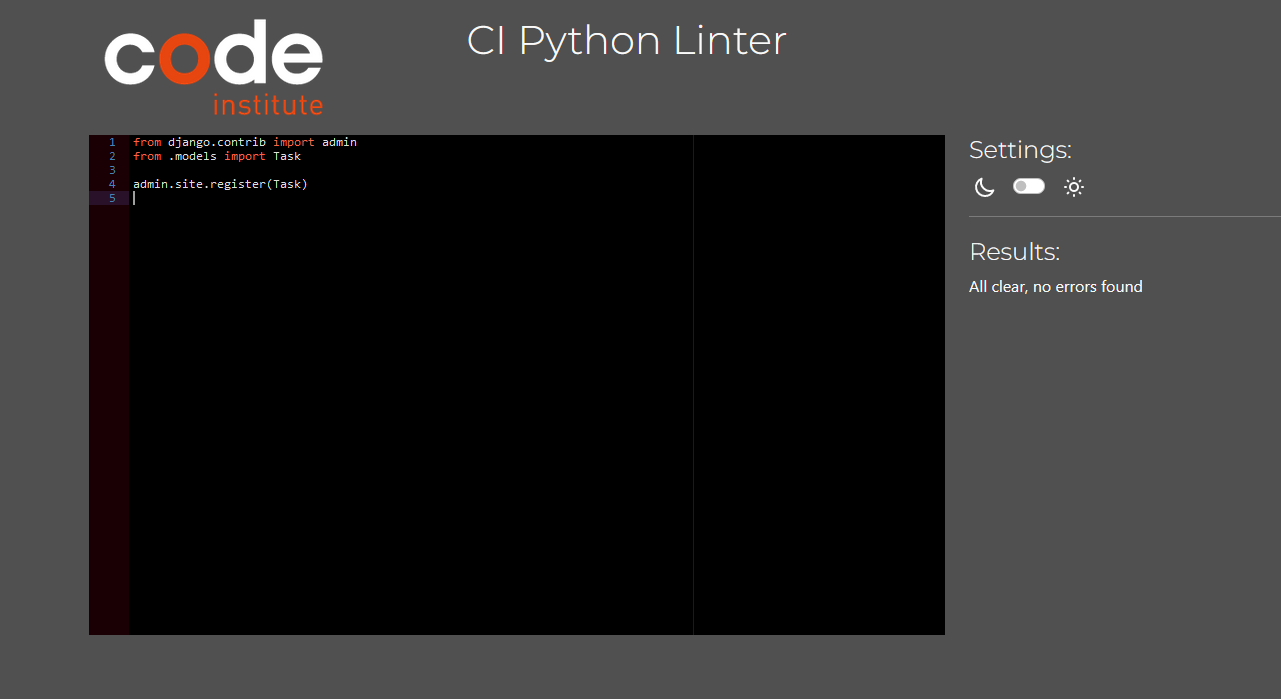 code
institute
CI Python Linter
1 from django.contrib import admin
2 from .models import Task
3
4 admin.site.register(Task)
5
Settings:
Results:
All clear, no errors found